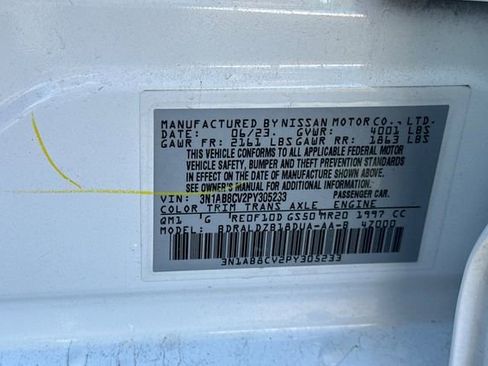 MANUFACTURED BY NISSAN MOTOR CO., LTD.
DATE: 06/23. GVWR: 4001 LBS
GAWR FR: 2161 LBS GAWR RR: 1863 LBS
THIS VEHICLE CONFORMS TO ALL APPLICABLE FEDERAL MOTOR
VEHICLE SAFETY, BUMPER AND THEFT PREVENTION STANDARDS
IN EFFECT ON THE DATE OF MANUFACTURE SHOWN ABOVE.
SEE OWNER'S MANUAL
VIN: 3N1AB8CV2PY305233 PASSENGER CAR.
COLOR TRIM TRANS AXLE ENGINE
QM1 G RE0F10D GS50 MR20 1997 CC
MODEL: BDRALDZB18DUA-AA-B 47000
3N1AB8CV2PY305233